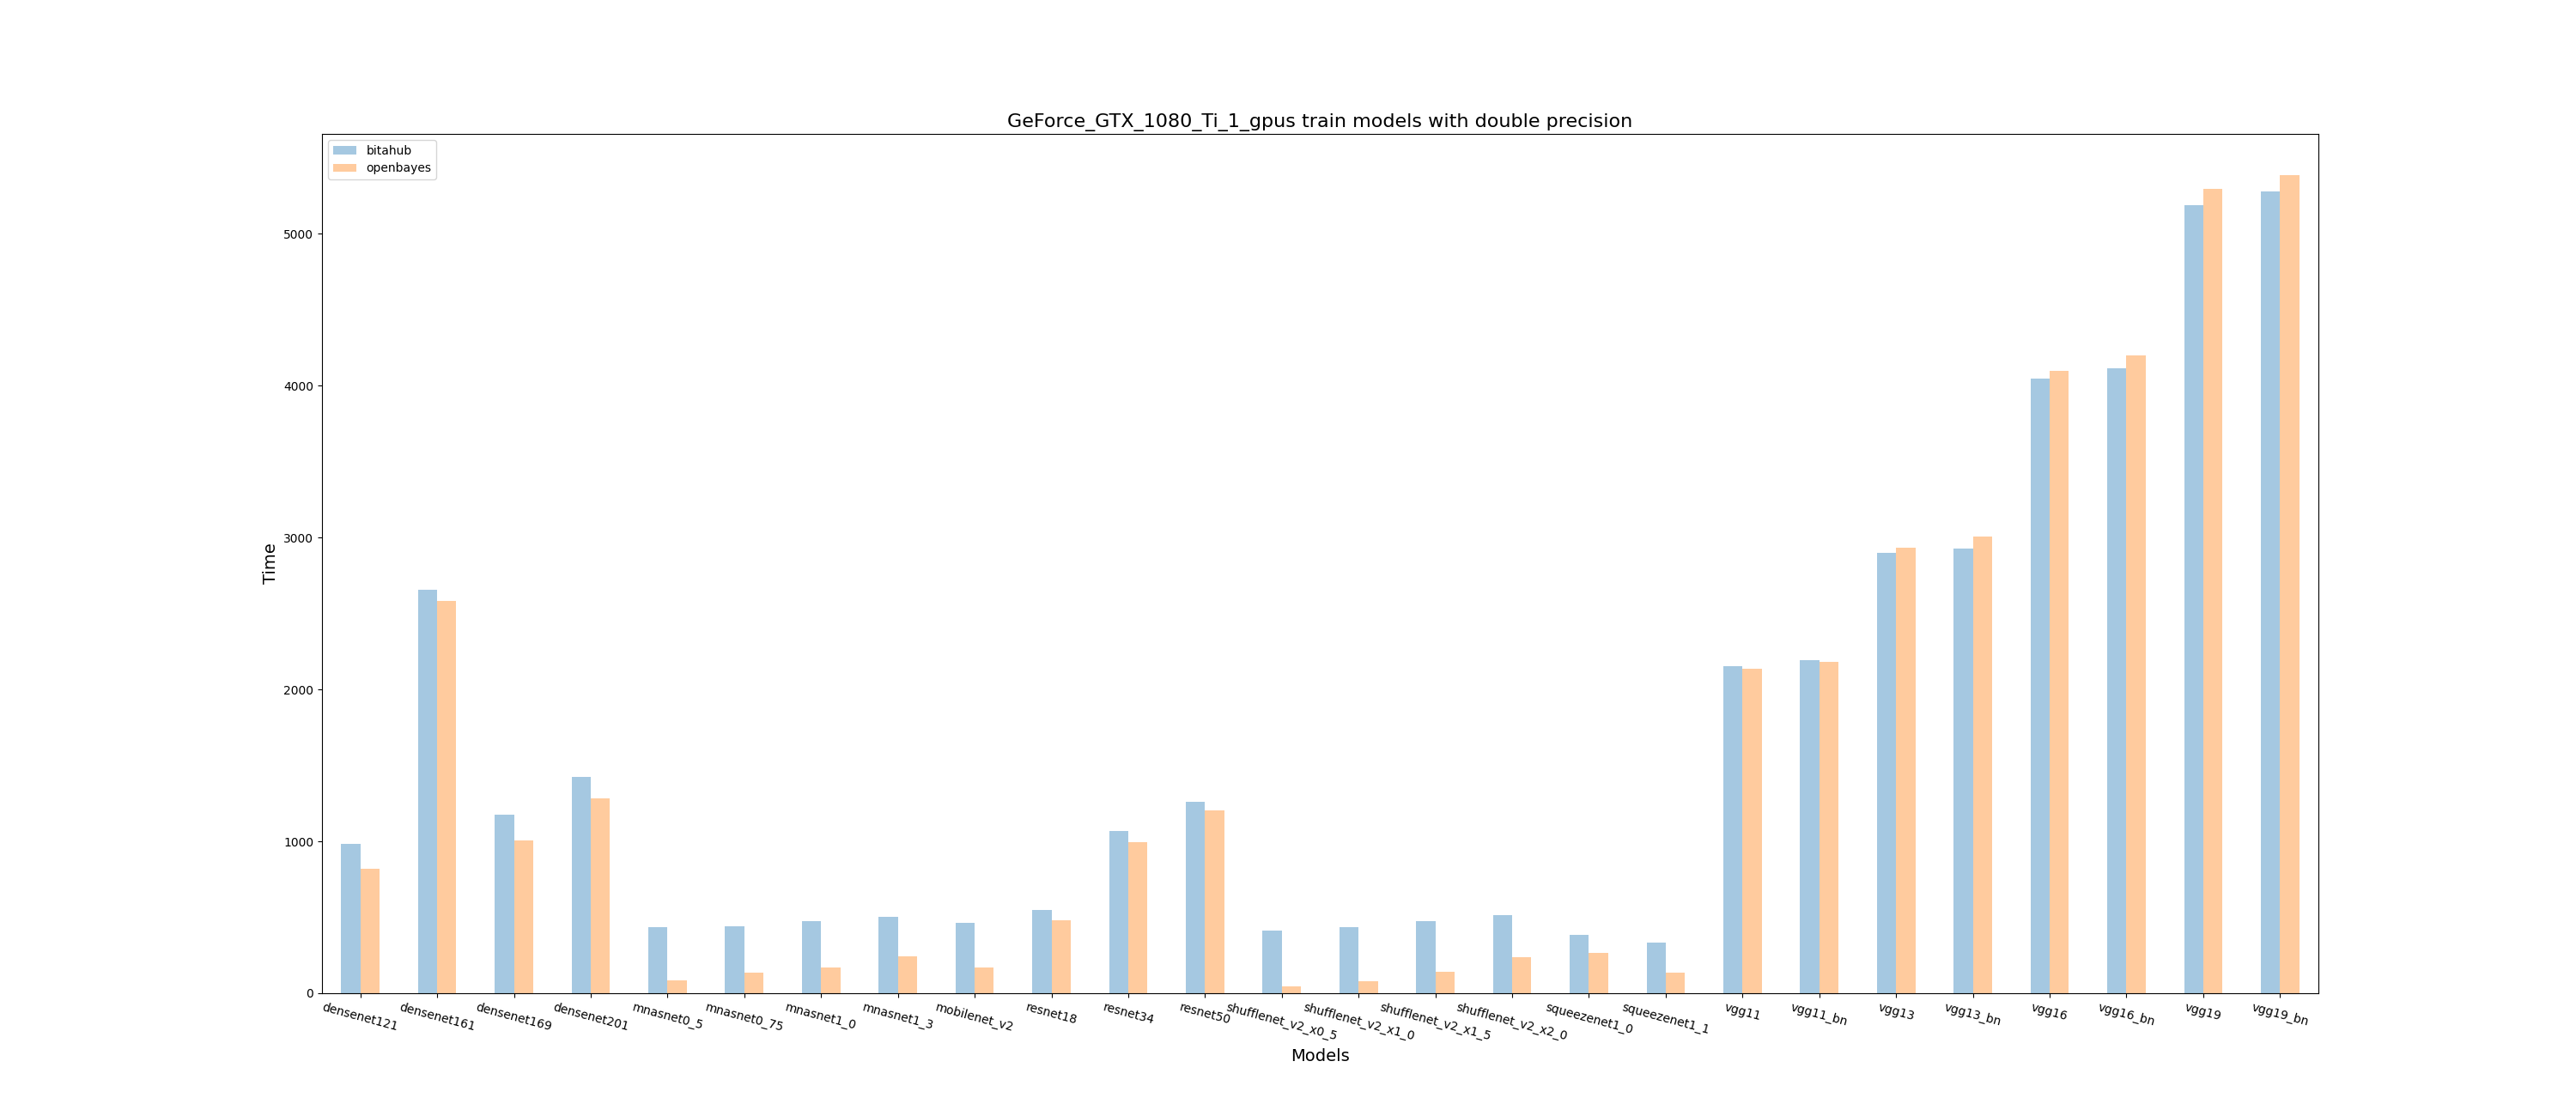 GeForce_GTX_1080_Ti_1_gpus train models with double precision
bitahub
openbayes
5000
4000
3000
2000
1000
0
Time
densenet121
densenet161
densenet169
densenet201
mnasnet0_5
mnasnet0_75
mnasnet1_0
mnasnet1_3
mobilenet_v2
resnet18
resnet34
resnet50
shufflenet_v2_x0_5
shufflenet_v2_x1_0
shufflenet_v2_x1_5
shufflenet_v2_x2_0
squeezenet1_0
squeezenet1_1
vgg11
vgg11_bn
vgg13
vgg13_bn
vgg16
vgg16_bn
vgg19
vgg19_bn
Models